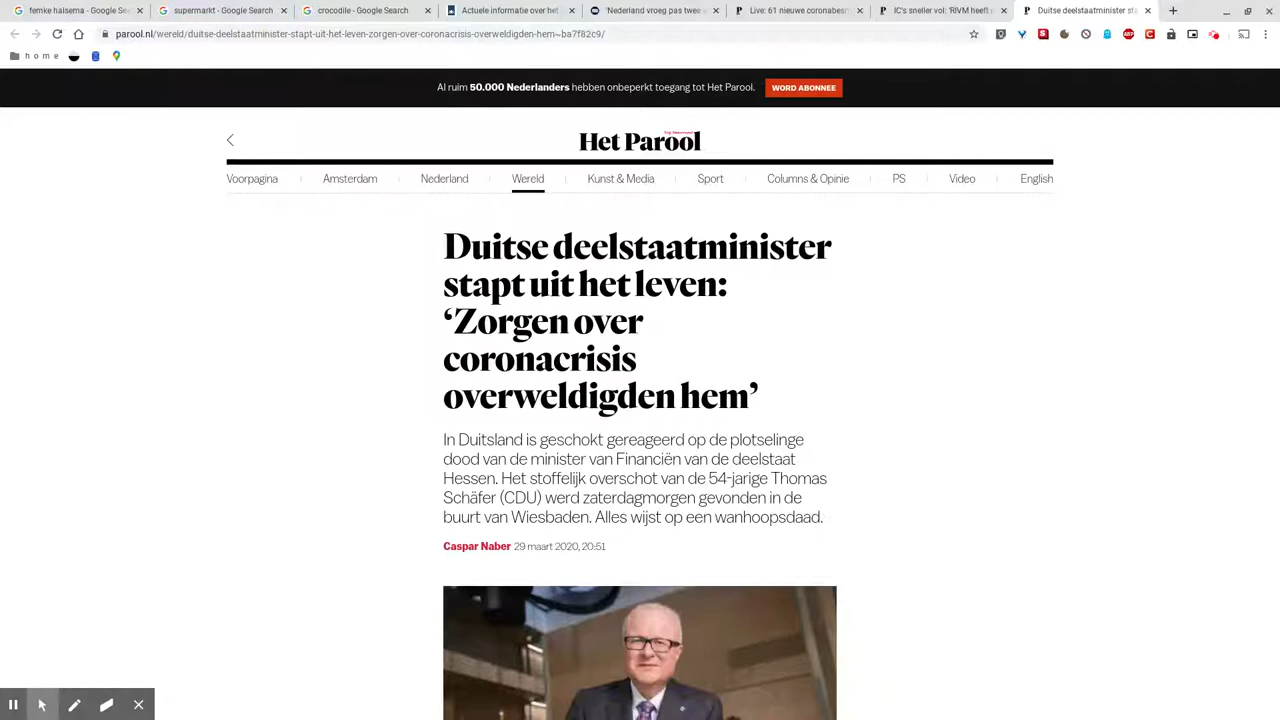 femke halsema - Google Se
supermarkt - Google Search
crocodile - Google Search
Actuele informatie over het
'Nederland vroeg pas twee
Live: 61 nieuwe coronabesm
IC's sneller vol: 'RIVM heeft
Duitse deelstaatminister sta
parool.nl/wereld/duitse-deelstaatminister-stapt-uit-het-leven-zorgen-over-coronacrisis-overweldigden-hem~ba7f82c9/
home
Al ruim 50.000 Nederlanders hebben onbeperkt toegang tot Het Parool. WORD ABONNEE
Het Parool
Voorpagina Amsterdam Nederland Wereld Kunst & Media Sport Columns & Opinie PS Video English
Duitse deelstaatminister
stapt uit het leven:
‘Zorgen over
coronacrisis
overweldigden hem’
In Duitsland is geschokt gereageerd op de plotselinge
dood van de minister van Financiën van de deelstaat
Hessen. Het stoffelijk overschot van de 54-jarige Thomas
Schäfer (CDU) werd zaterdagmorgen gevonden in de
buurt van Wiesbaden. Alles wijst op een wanhoopsdaad.
Caspar Naber 29 maart 2020, 20:51